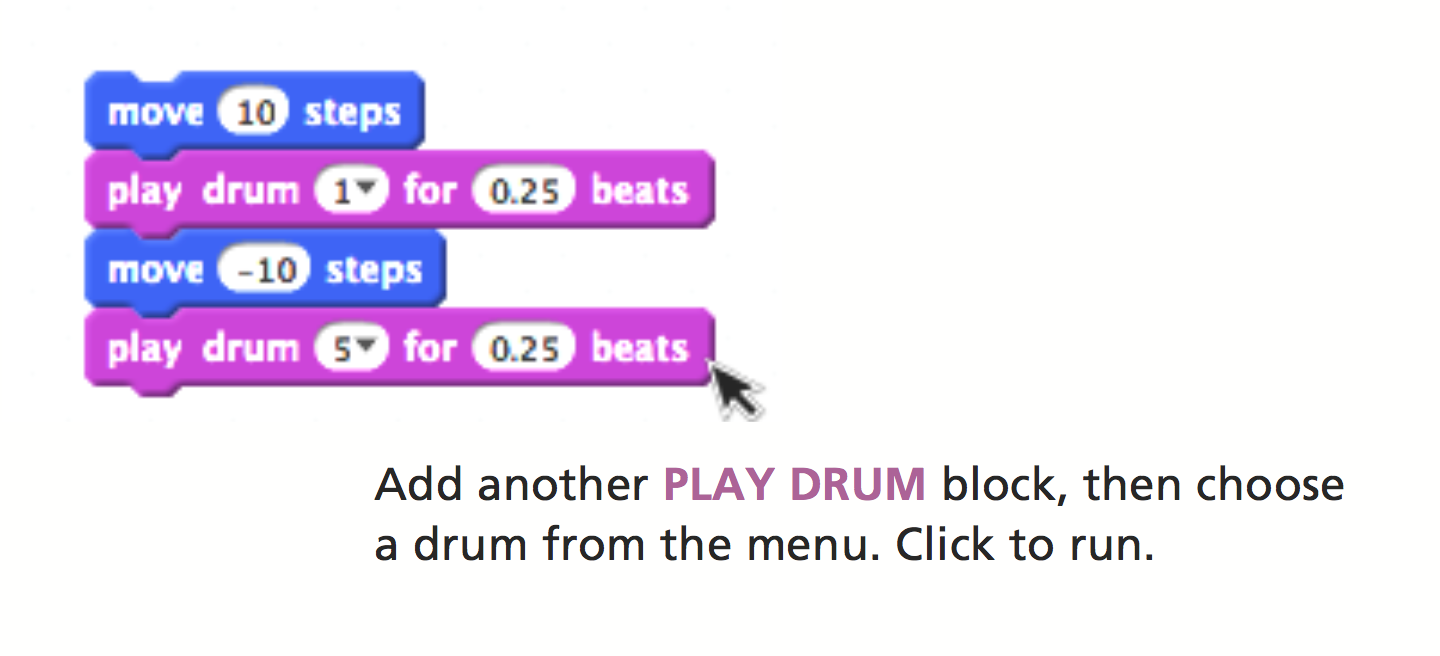 move 10 steps
play drum 1 for 0.25 beats
move -10 steps
play drum 5 for 0.25 beats
Add another PLAY DRUM block, then choose
a drum from the menu. Click to run.